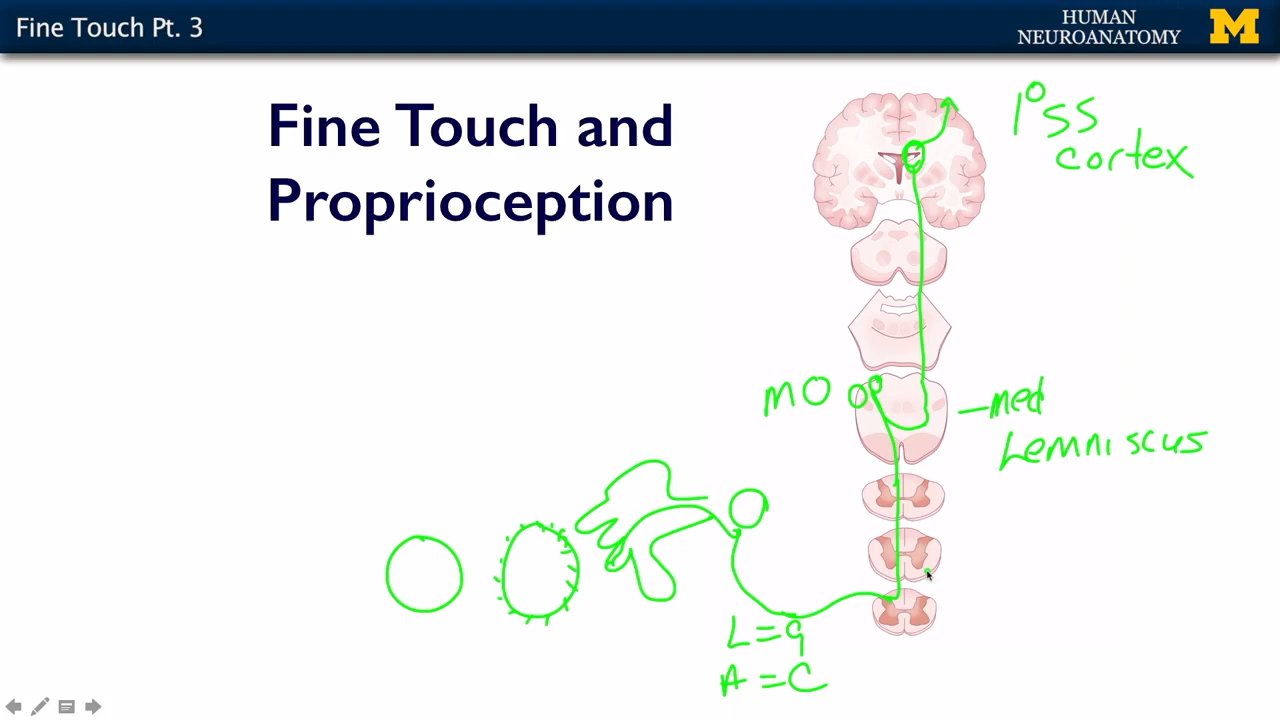 Fine Touch Pt. 3
HUMAN
NEUROANATOMY
M
Fine Touch and
Proprioception
1° SS
cortex
MO
med
Lemniscus
L = g
A = C